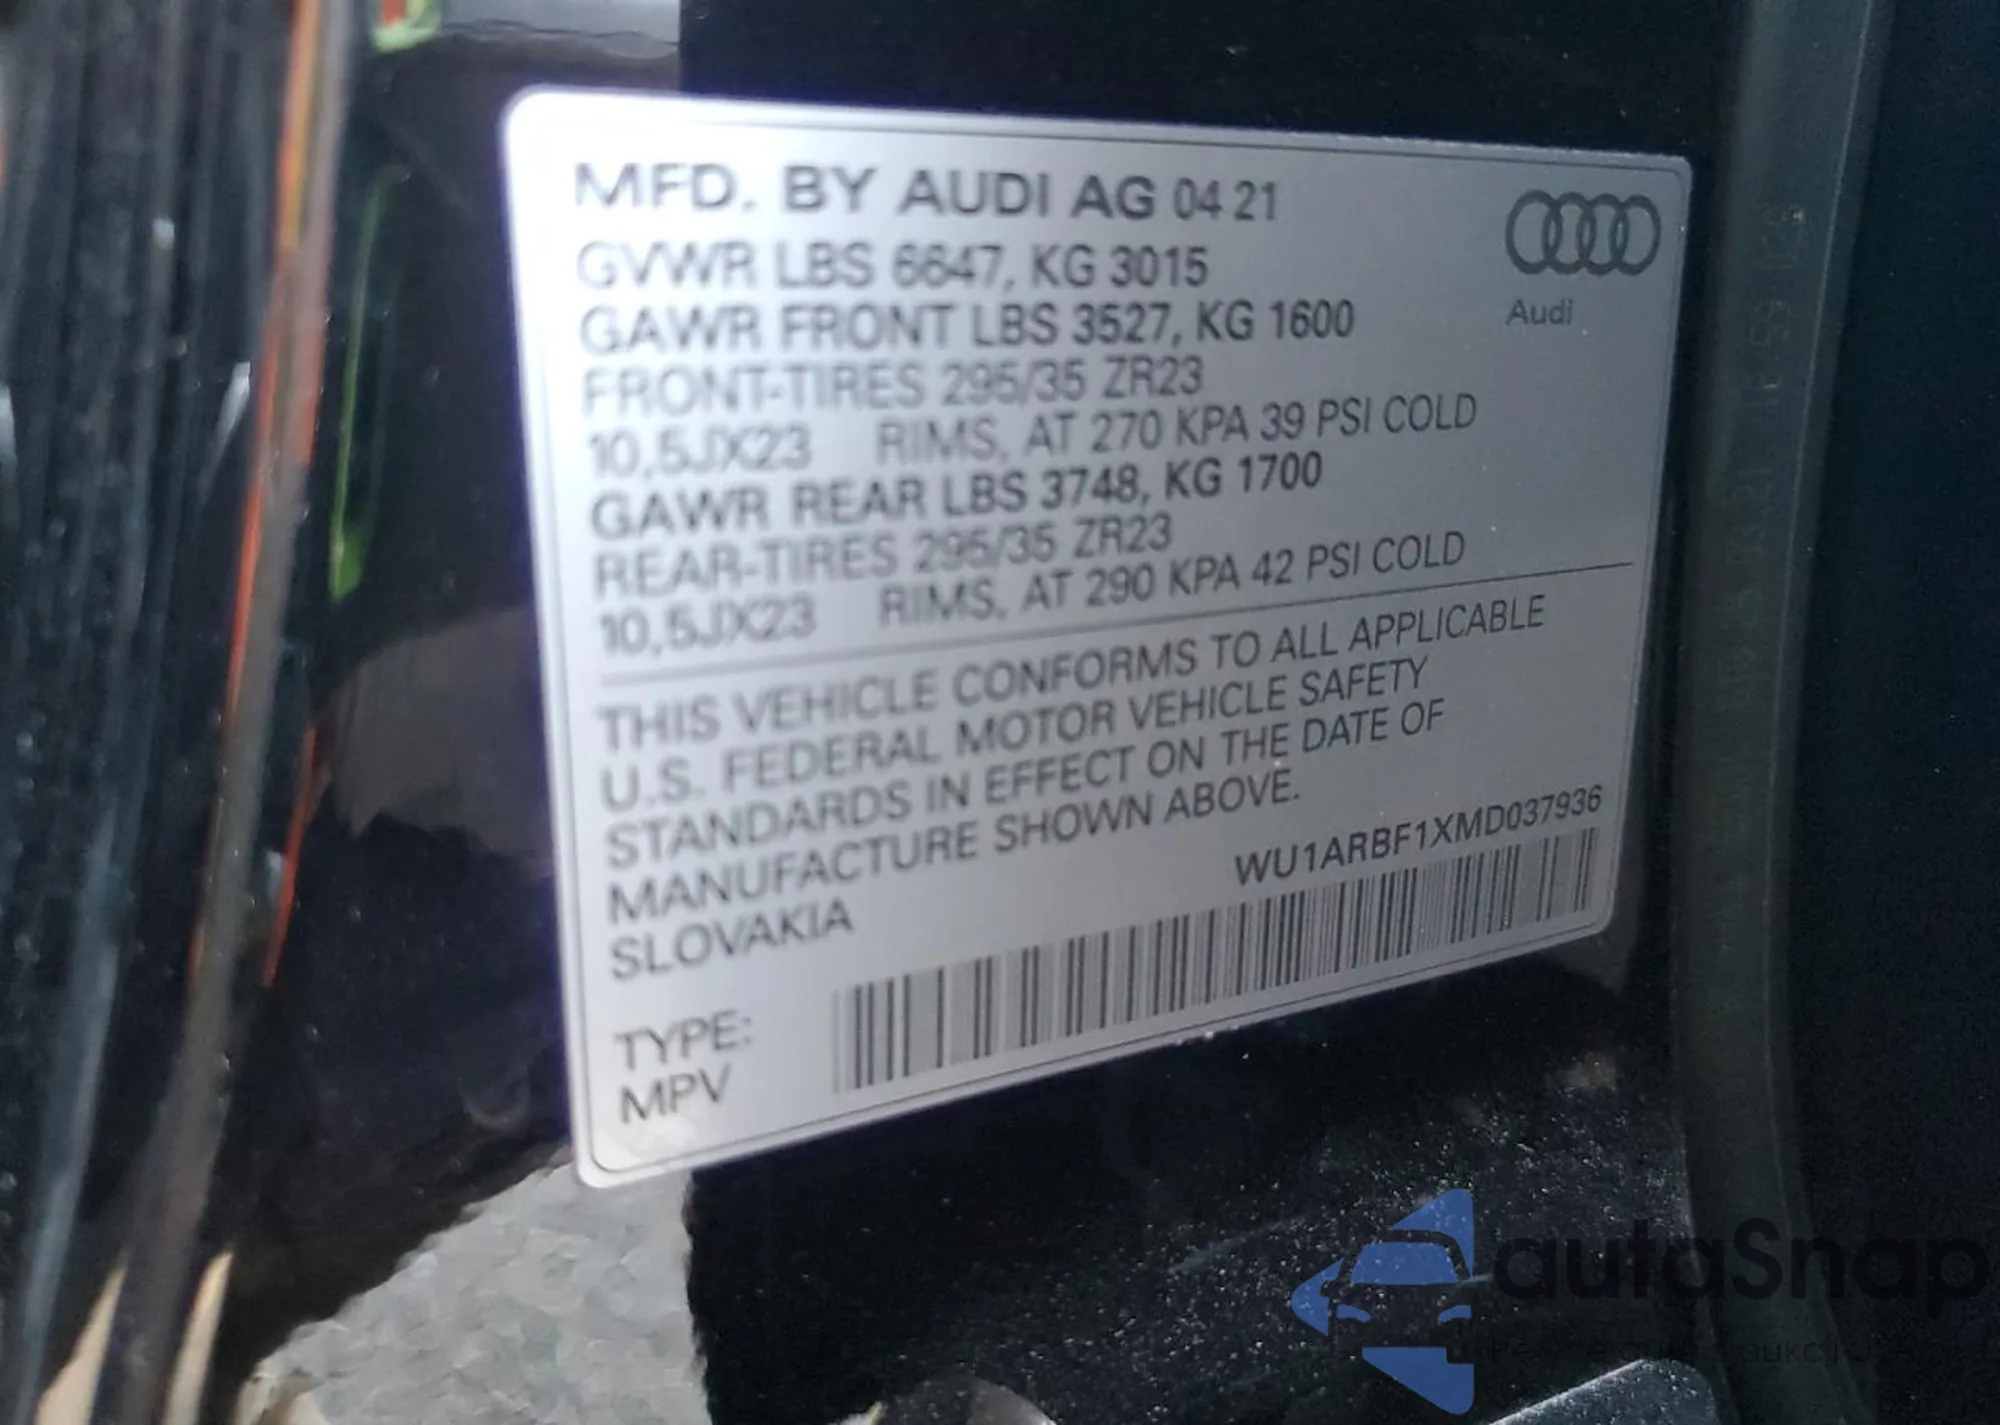 MFD. BY AUDI AG 04 21
GVWR LBS 6647, KG 3015
GAWR FRONT LBS 3527, KG 1600
FRONT-TIRES 295/35 ZR23
10,5JX23 RIMS, AT 270 KPA 39 PSI COLD
GAWR REAR LBS 3748, KG 1700
REAR-TIRES 295/35 ZR23
10,5JX23 RIMS, AT 290 KPA 42 PSI COLD
Audi
THIS VEHICLE CONFORMS TO ALL APPLICABLE
U.S. FEDERAL MOTOR VEHICLE SAFETY
STANDARDS IN EFFECT ON THE DATE OF
MANUFACTURE SHOWN ABOVE.
SLOVAKIA
WU1ARBF1XMD037936
TYPE:
MPV
autoSnap